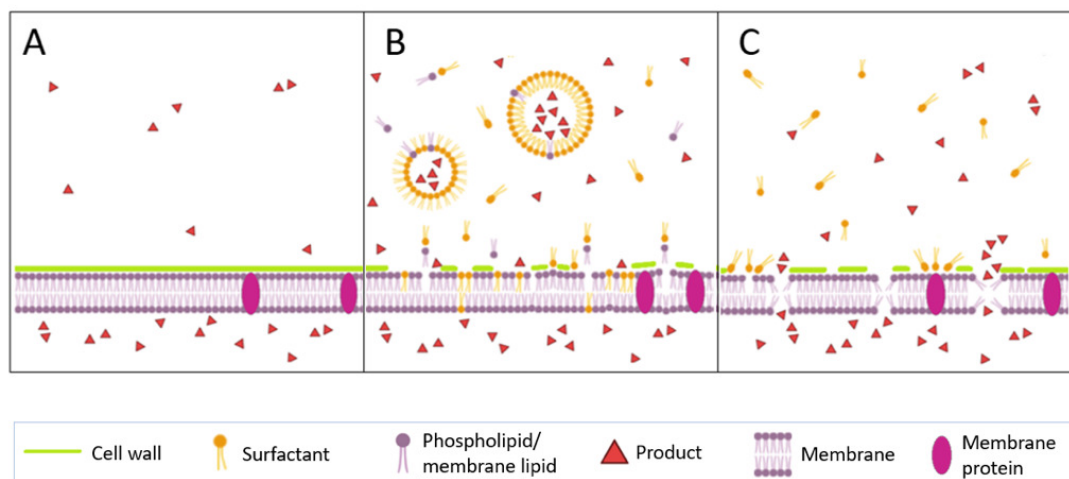 A
B
C
Cell wall
Surfactant
Phospholipid/
membrane lipid
Product
Membrane
Membrane
protein